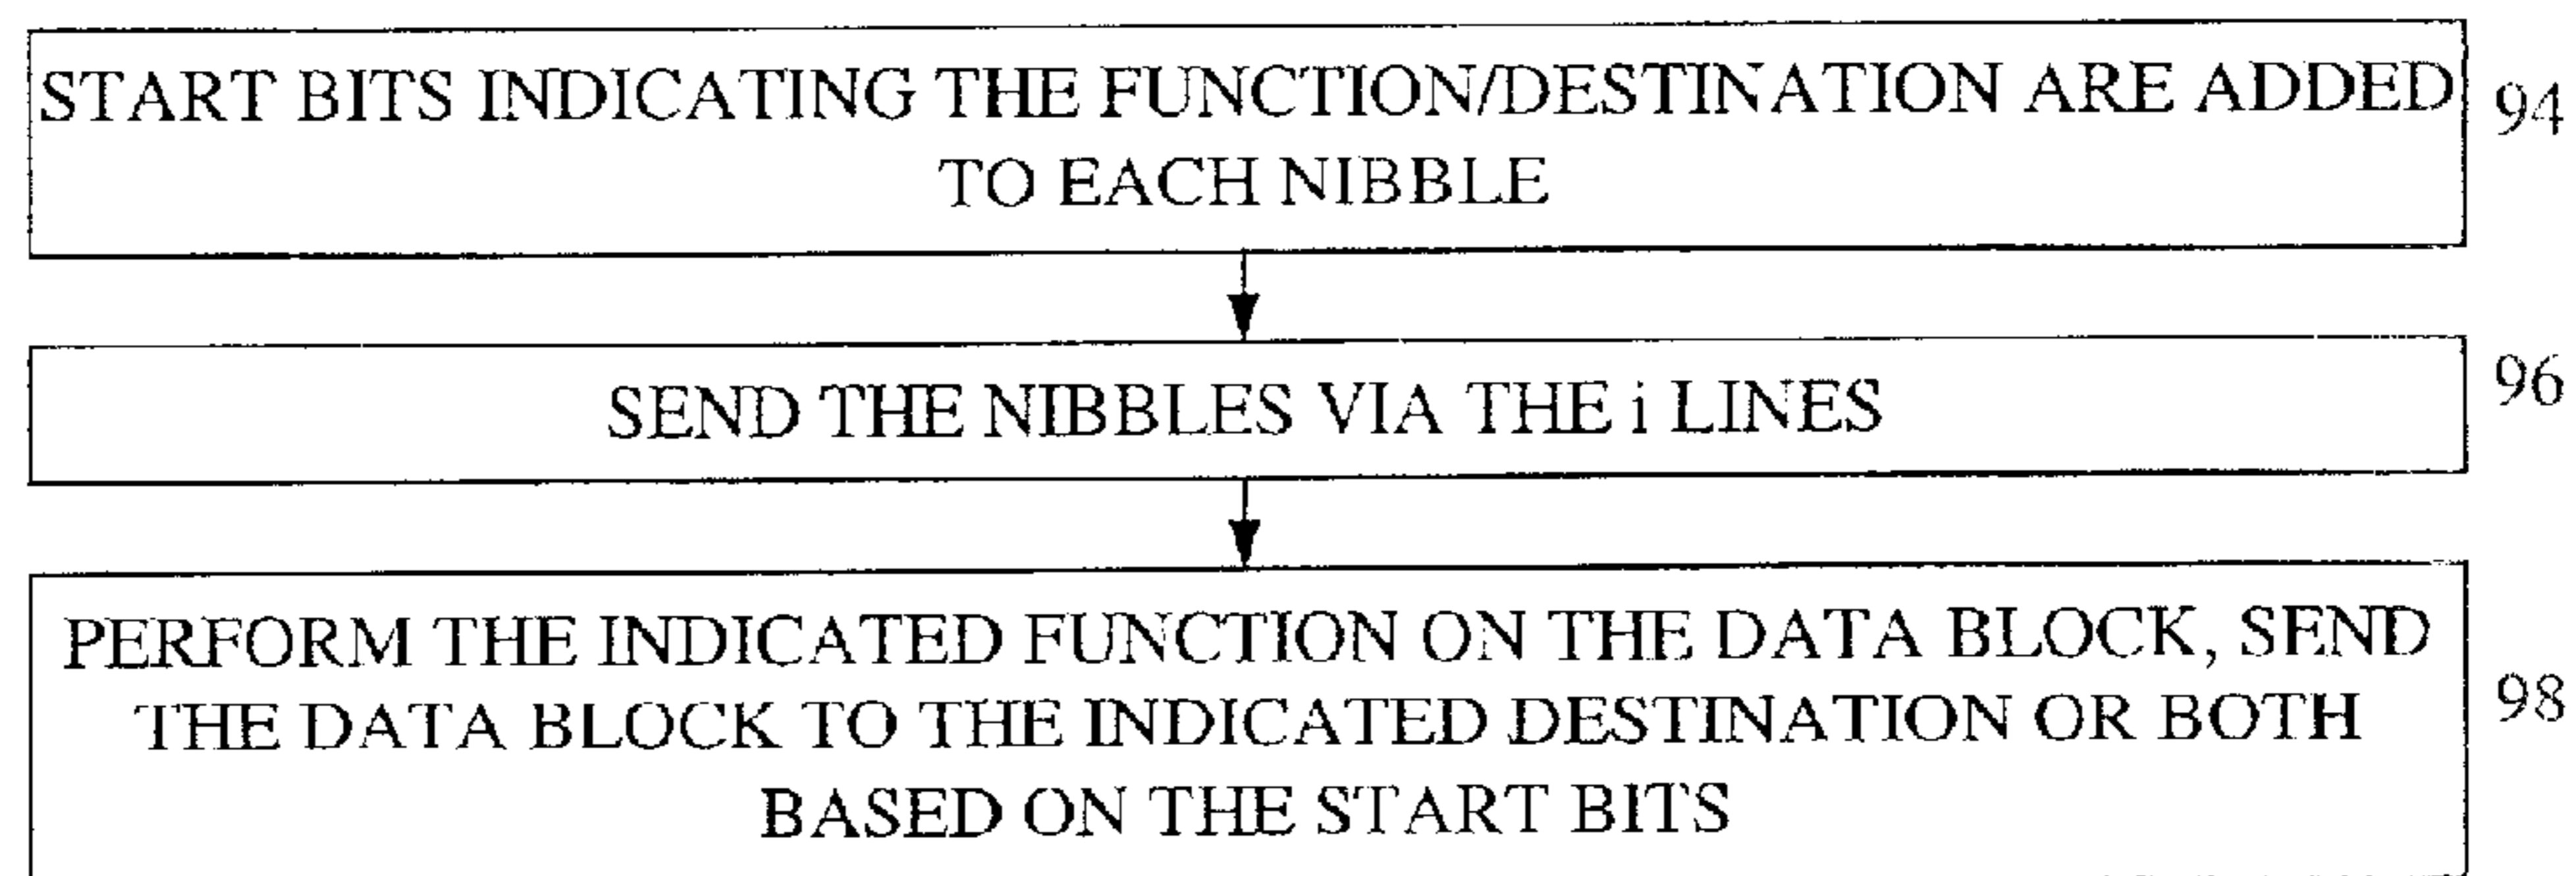 START BITS INDICATING THE FUNCTION/DESTINATION ARE ADDED
TO EACH NIBBLE
94
SEND THE NIBBLES VIA THE i LINES
96
PERFORM THE INDICATED FUNCTION ON THE DATA BLOCK, SEND
THE DATA BLOCK TO THE INDICATED DESTINATION OR BOTH
BASED ON THE START BITS
98